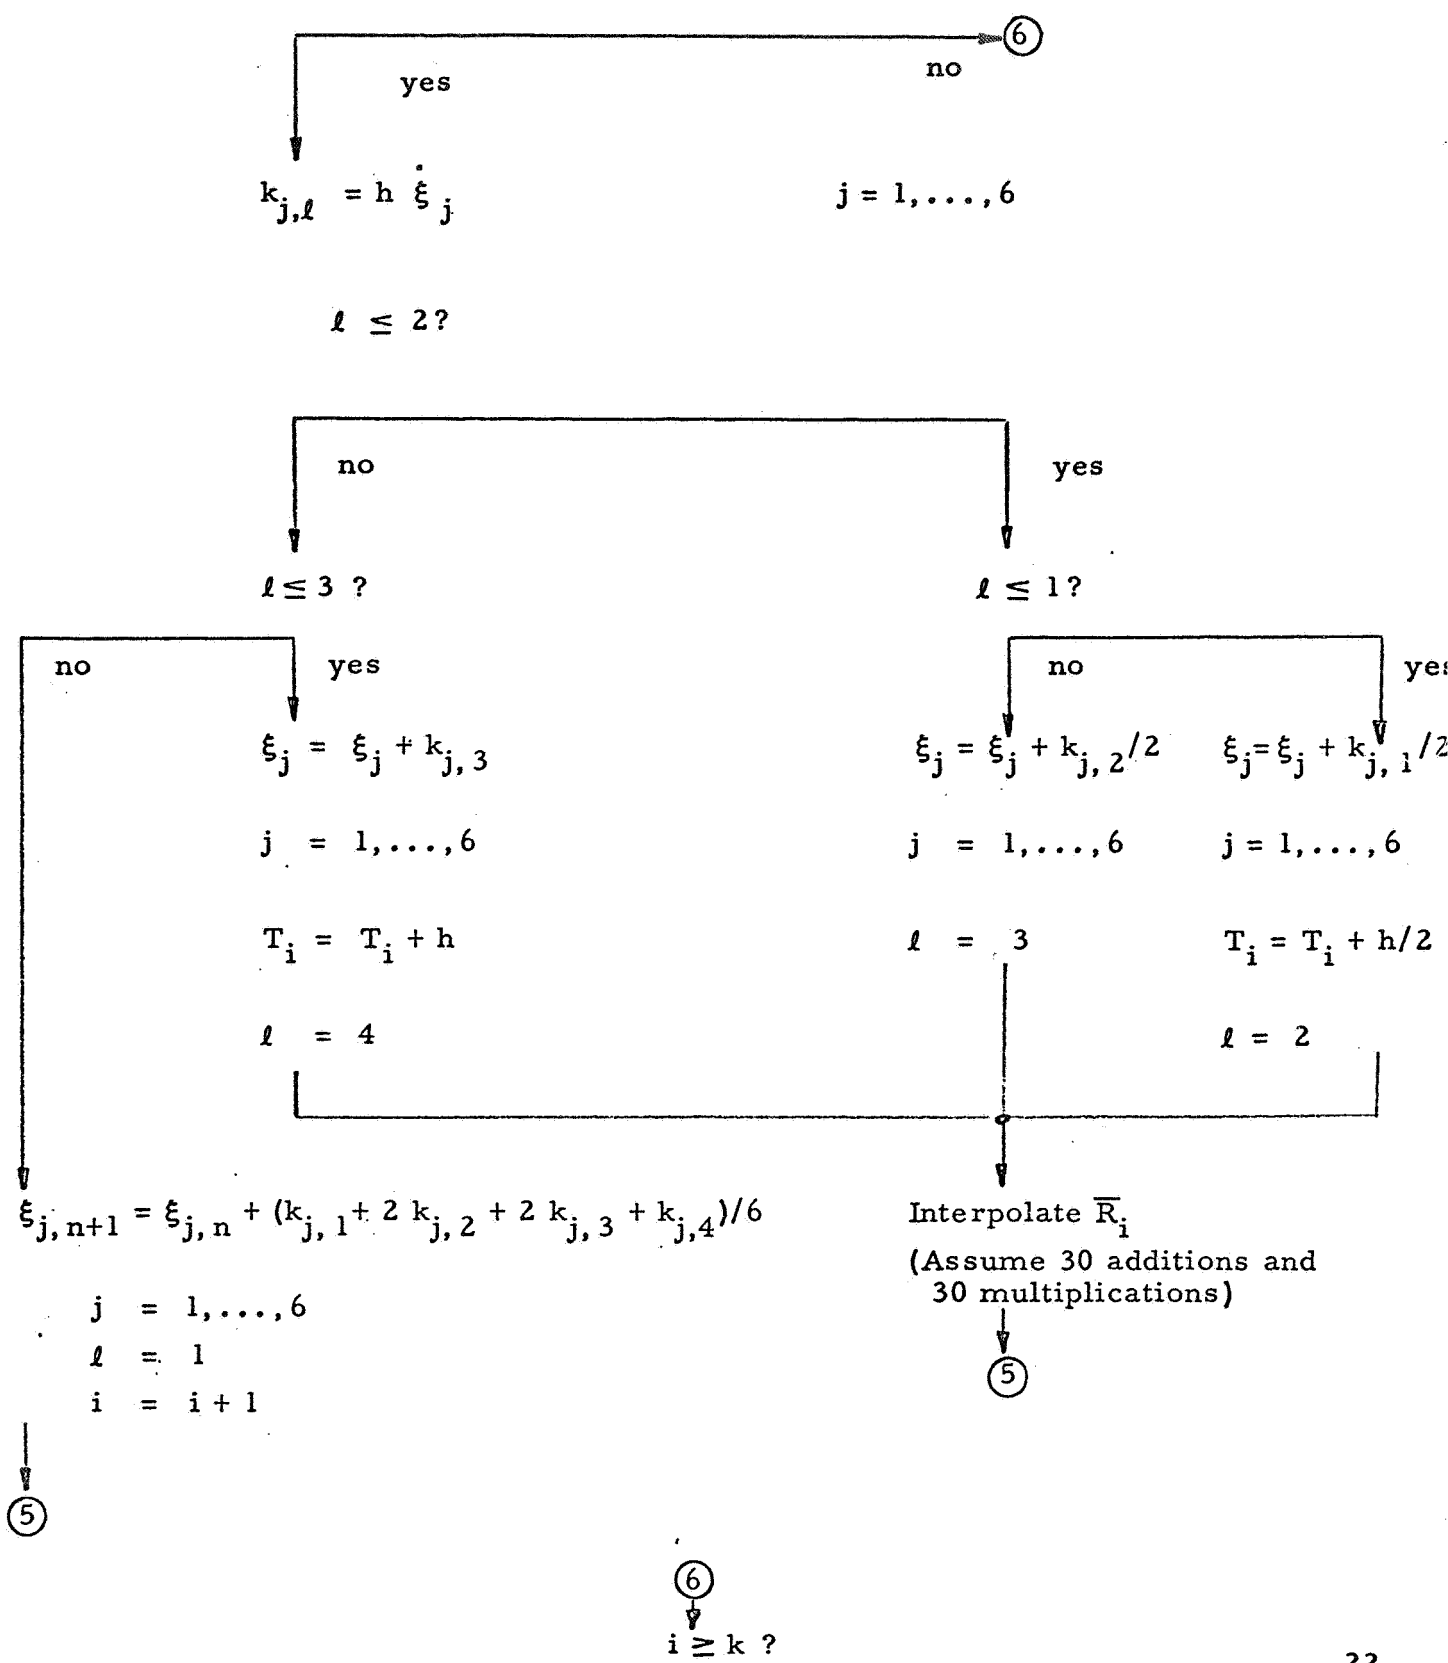 ⑥
yes no
k_{j,ℓ} = h ξ̇_j j = 1,...,6
ℓ ≤ 2?
no yes
ℓ ≤ 3 ? ℓ ≤ 1?
no yes no
ξ_j = ξ_j + k_{j,3} ξ_j = ξ_j + k_{j,2}/2 ξ_j = ξ_j + k_{j,1}/2
j = 1,...,6 j = 1,...,6 j = 1,...,6
T_i = T_i + h ℓ = 3 T_i = T_i + h/2
ℓ = 4 ℓ = 2
ξ_{j,n+1} = ξ_{j,n} + (k_{j,1} + 2 k_{j,2} + 2 k_{j,3} + k_{j,4})/6
j = 1,...,6
ℓ = 1
i = i + 1
⑤
Interpolate R̅_i
(Assume 30 additions and
30 multiplications)
⑤
⑥
i ≥ k ?